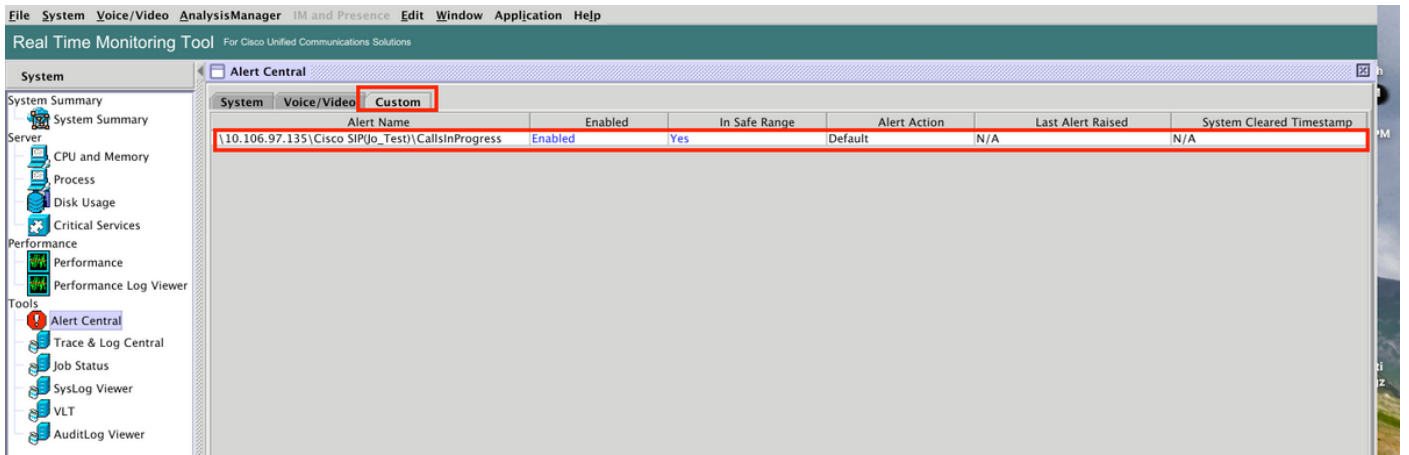 File System Voice/Video AnalysisManager IM and Presence Edit Window Application Help
Real Time Monitoring Tool For Cisco Unified Communications Solutions
System
System Summary
System Summary
Server
CPU and Memory
Process
Disk Usage
Critical Services
Performance
Performance
Performance Log Viewer
Tools
Alert Central
Trace & Log Central
Job Status
SysLog Viewer
VLT
AuditLog Viewer
Alert Central
System Voice/Video Custom
Alert Name Enabled In Safe Range Alert Action Last Alert Raised System Cleared Timestamp
\10.106.97.135\Cisco SIP(Jo_Test)\CallsInProgress Enabled Yes Default N/A N/A